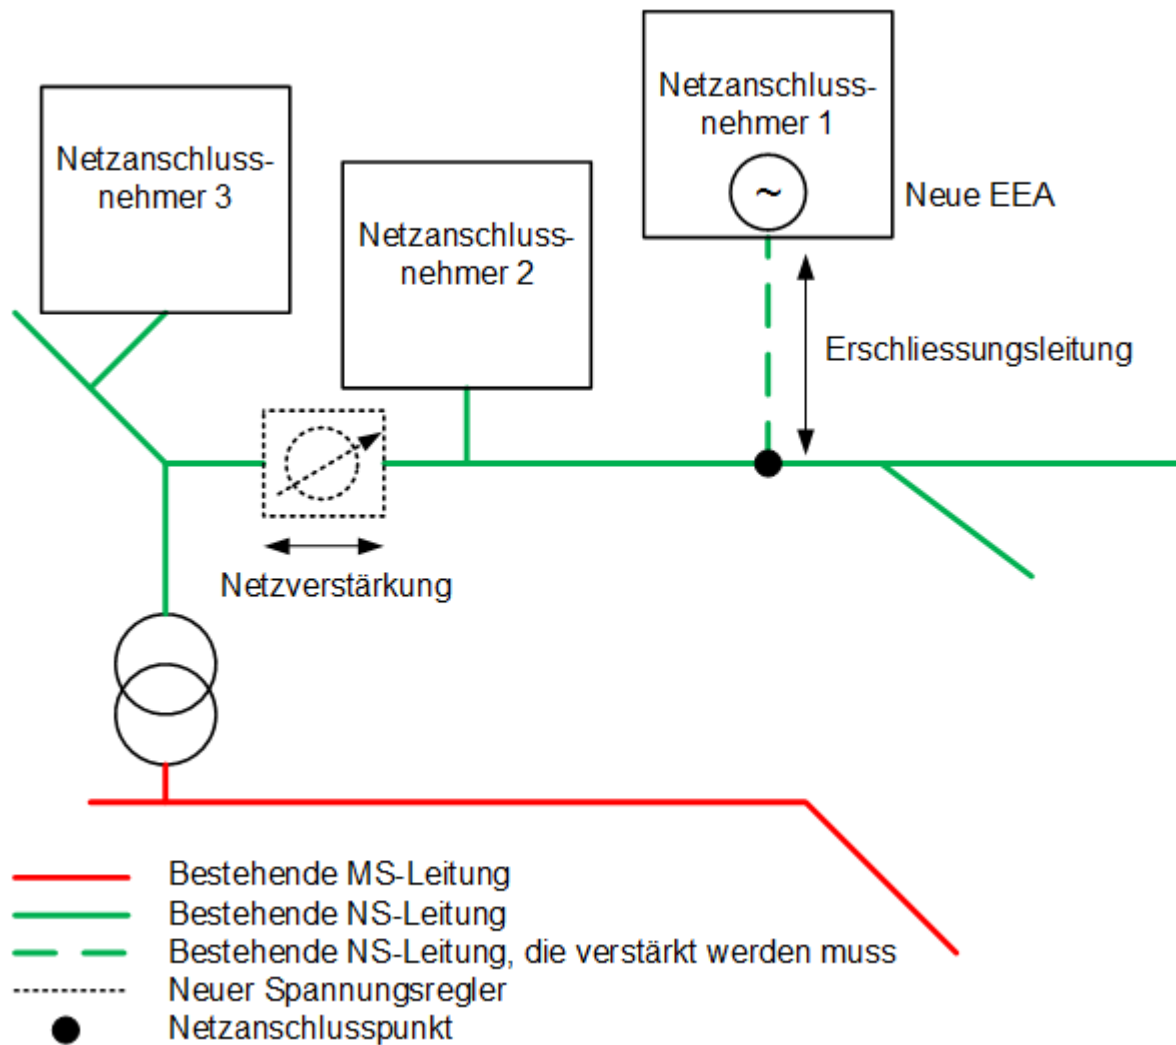 Netzanschluss-
nehmer 1
Netzanschluss-
nehmer 3
Neue EEA
Netzanschluss-
nehmer 2
Erschliessungsleitung
Netzverstärkung
Bestehende MS-Leitung
Bestehende NS-Leitung
Bestehende NS-Leitung, die verstärkt werden muss
Neuer Spannungsregler
Netzanschlusspunkt